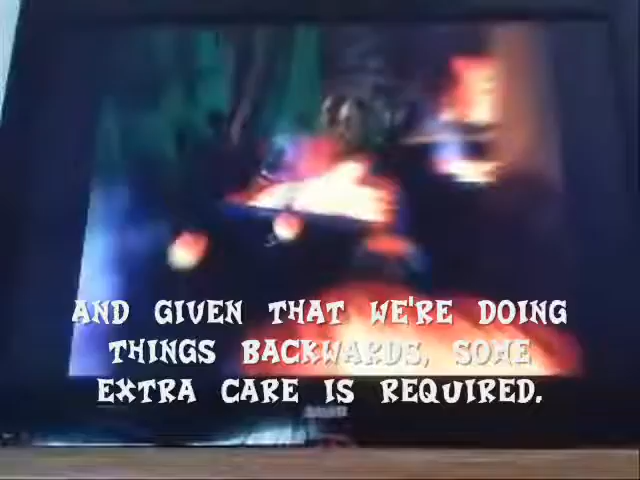 AND GIVEN THAT WE'RE DOING
THINGS BACKWARDS, SOME
EXTRA CARE IS REQUIRED.